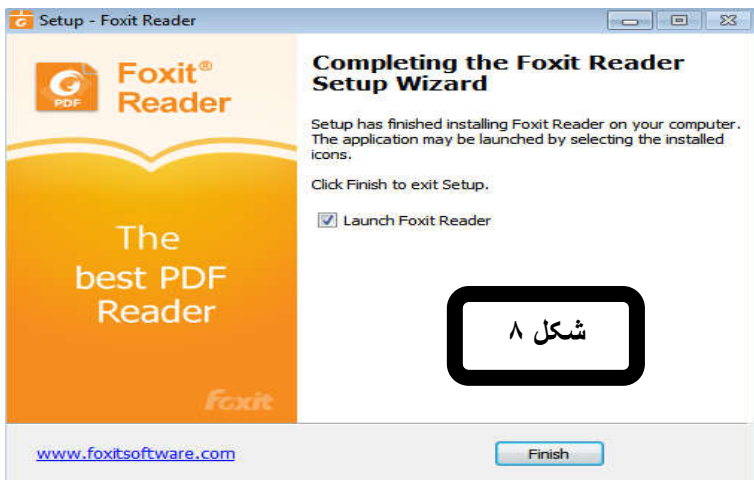 Setup - Foxit Reader
G
PDF
Foxit®
Reader
The
best PDF
Reader
Foxit
Completing the Foxit Reader
Setup Wizard
Setup has finished installing Foxit Reader on your computer.
The application may be launched by selecting the installed
icons.
Click Finish to exit Setup.
Launch Foxit Reader
شكل ٨
www.foxitsoftware.com
Finish